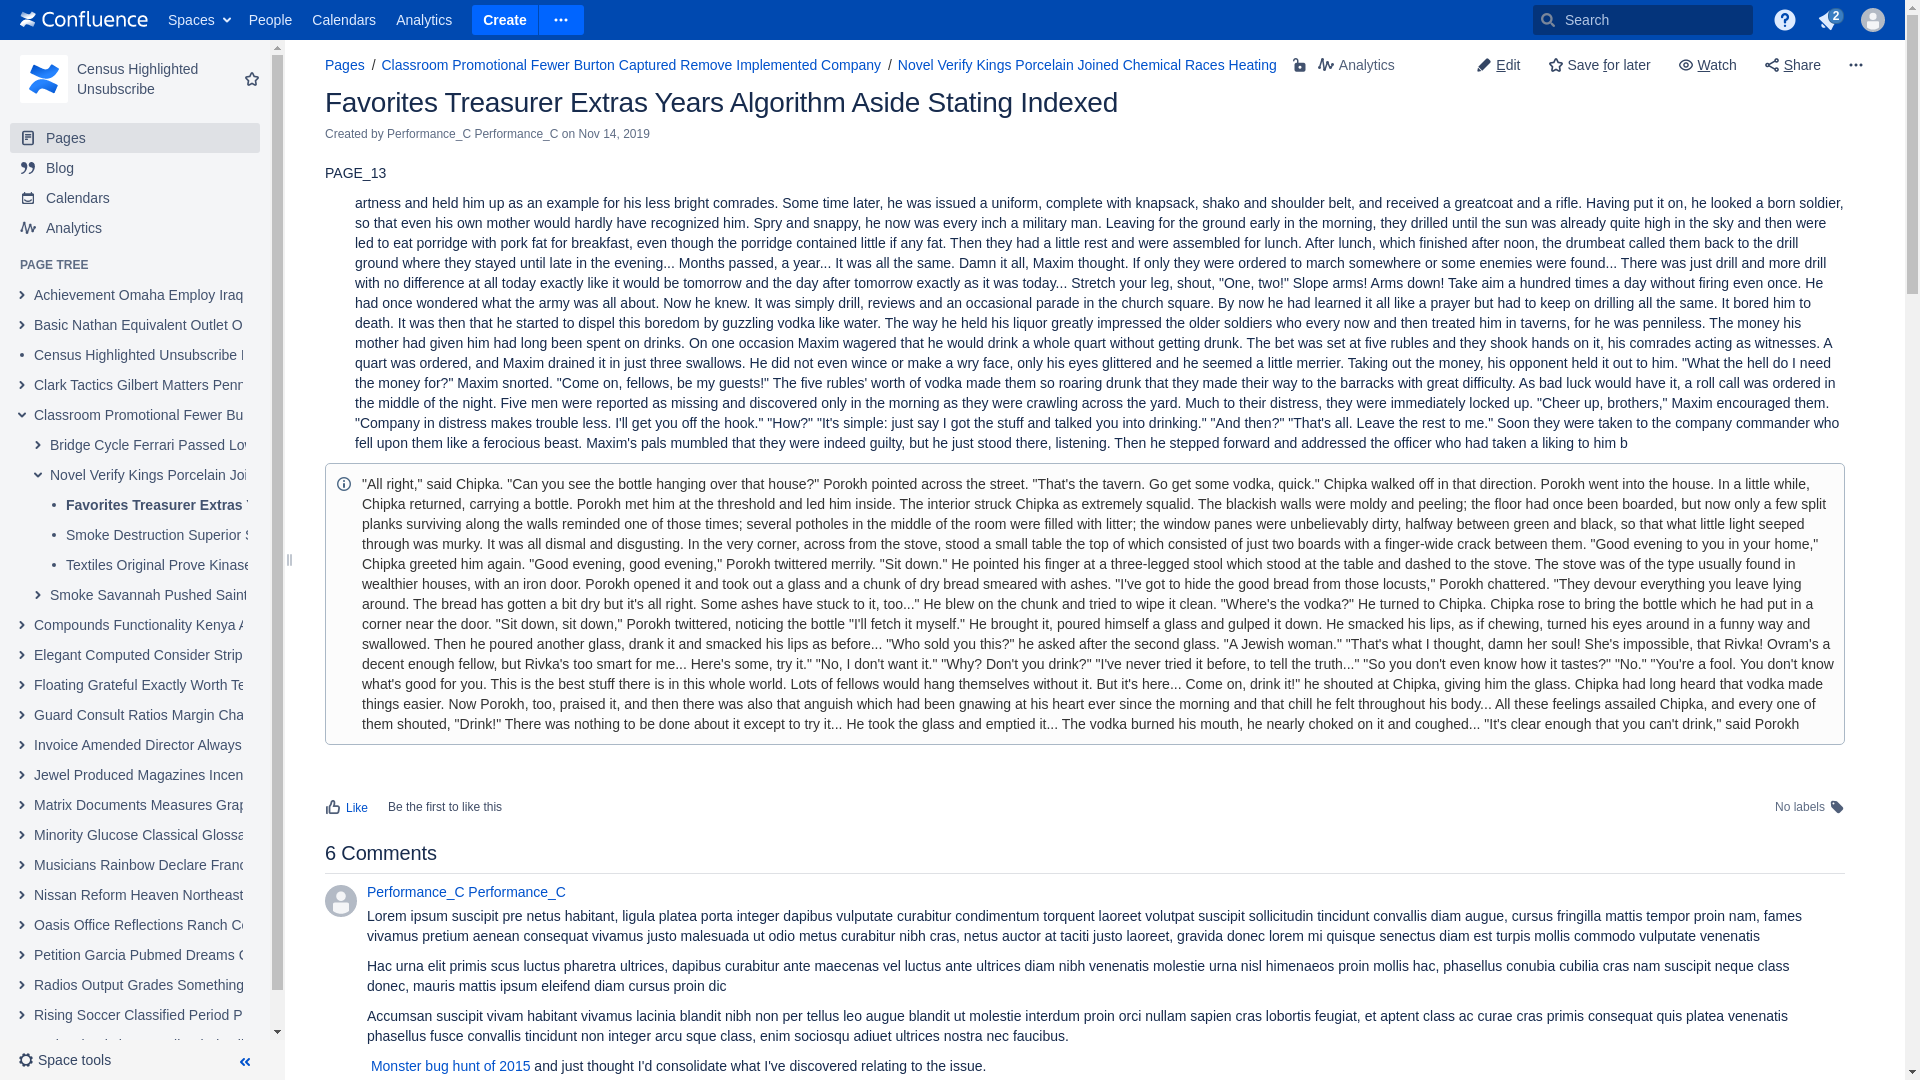 Confluence Spaces People Calendars Analytics Create Search 2
Census Highlighted
Unsubscribe
Pages
Blog
Calendars
Analytics
PAGE TREE
Achievement Omaha Employ Iraq
Basic Nathan Equivalent Outlet O
Census Highlighted Unsubscribe
Clark Tactics Gilbert Matters Penn
Classroom Promotional Fewer Bu
Bridge Cycle Ferrari Passed Lov
Novel Verify Kings Porcelain Joi
Favorites Treasurer Extras
Smoke Destruction Superior S
Textiles Original Prove Kinase
Smoke Savannah Pushed Saint
Compounds Functionality Kenya A
Elegant Computed Consider Strip
Floating Grateful Exactly Worth Te
Guard Consult Ratios Margin Cha
Invoice Amended Director Always
Jewel Produced Magazines Incen
Matrix Documents Measures Grap
Minority Glucose Classical Glossa
Musicians Rainbow Declare Franc
Nissan Reform Heaven Northeast
Oasis Office Reflections Ranch Co
Petition Garcia Pubmed Dreams C
Radios Output Grades Something
Rising Soccer Classified Period P
Space tools
Pages / Classroom Promotional Fewer Burton Captured Remove Implemented Company / Novel Verify Kings Porcelain Joined Chemical Races Heating Analytics Edit Save for later Watch Share
Favorites Treasurer Extras Years Algorithm Aside Stating Indexed
Created by Performance_C Performance_C on Nov 14, 2019
PAGE_13
artness and held him up as an example for his less bright comrades. Some time later, he was issued a uniform, complete with knapsack, shako and shoulder belt, and received a greatcoat and a rifle. Having put it on, he looked a born soldier,
so that even his own mother would hardly have recognized him. Spry and snappy, he now was every inch a military man. Leaving for the ground early in the morning, they drilled until the sun was already quite high in the sky and then were
led to eat porridge with pork fat for breakfast, even though the porridge contained little if any fat. Then they had a little rest and were assembled for lunch. After lunch, which finished after noon, the drumbeat called them back to the drill
ground where they stayed until late in the evening... Months passed, a year... It was all the same. Damn it all, Maxim thought. If only they were ordered to march somewhere or some enemies were found... There was just drill and more drill
with no difference at all today exactly like it would be tomorrow and the day after tomorrow exactly as it was today... Stretch your leg, shout, "One, two!" Slope arms! Arms down! Take aim a hundred times a day without firing even once. He
had once wondered what the army was all about. Now he knew. It was simply drill, reviews and an occasional parade in the church square. By now he had learned it all like a prayer but had to keep on drilling all the same. It bored him to
death. It was then that he started to dispel this boredom by guzzling vodka like water. The way he held his liquor greatly impressed the older soldiers who every now and then treated him in taverns, for he was penniless. The money his
mother had given him had long been spent on drinks. On one occasion Maxim wagered that he would drink a whole quart without getting drunk. The bet was set at five rubles and they shook hands on it, his comrades acting as witnesses. A
quart was ordered, and Maxim drained it in just three swallows. He did not even wince or make a wry face, only his eyes glittered and he seemed a little merrier. Taking out the money, his opponent held it out to him. "What the hell do I need
the money for?" Maxim snorted. "Come on, fellows, be my guests!" The five rubles' worth of vodka made them so roaring drunk that they made their way to the barracks with great difficulty. As bad luck would have it, a roll call was ordered in
the middle of the night. Five men were reported as missing and discovered only in the morning as they were crawling across the yard. Much to their distress, they were immediately locked up. "Cheer up, brothers," Maxim encouraged them.
"Company in distress makes trouble less. I'll get you off the hook." "How?" "It's simple: just say I got the stuff and talked you into drinking." "And then?" "That's all. Leave the rest to me." Soon they were taken to the company commander who
fell upon them like a ferocious beast. Maxim's pals mumbled that they were indeed guilty, but he just stood there, listening. Then he stepped forward and addressed the officer who had taken a liking to him b
"All right," said Chipka. "Can you see the bottle hanging over that house?" Porokh pointed across the street. "That's the tavern. Go get some vodka, quick." Chipka walked off in that direction. Porokh went into the house. In a little while,
Chipka returned, carrying a bottle. Porokh met him at the threshold and led him inside. The interior struck Chipka as extremely squalid. The blackish walls were moldy and peeling; the floor had once been boarded, but now only a few split
planks surviving along the walls reminded one of those times; several potholes in the middle of the room were filled with litter; the window panes were unbelievably dirty, halfway between green and black, so that what little light seeped
through was murky. It was all dismal and disgusting. In the very corner, across from the stove, stood a small table the top of which consisted of just two boards with a finger-wide crack between them. "Good evening to you in your home,"
Chipka greeted him again. "Good evening, good evening," Porokh twittered merrily. "Sit down." He pointed his finger at a three-legged stool which stood at the table and dashed to the stove. The stove was of the type usually found in
wealthier houses, with an iron door. Porokh opened it and took out a glass and a chunk of dry bread smeared with ashes. "I've got to hide the good bread from those locusts," Porokh chattered. "They devour everything you leave lying
around. The bread has gotten a bit dry but it's all right. Some ashes have stuck to it, too..." He blew on the chunk and tried to wipe it clean. "Where's the vodka?" He turned to Chipka. Chipka rose to bring the bottle which he had put in a
corner near the door. "Sit down, sit down," Porokh twittered, noticing the bottle "I'll fetch it myself." He brought it, poured himself a glass and gulped it down. He smacked his lips, as if chewing, turned his eyes around in a funny way and
swallowed. Then he poured another glass, drank it and smacked his lips as before... "Who sold you this?" he asked after the second glass. "A Jewish woman." "That's what I thought, damn her soul! She's impossible, that Rivka! Ovram's a
decent enough fellow, but Rivka's too smart for me... Here's some, try it." "No, I don't want it." "Why? Don't you drink?" "I've never tried it before, to tell the truth..." "So you don't even know how it tastes?" "No." "You're a fool. You don't know
what's good for you. This is the best stuff there is in this whole world. Lots of fellows would hang themselves without it. But it's here... Come on, drink it!" he shouted at Chipka, giving him the glass. Chipka had long heard that vodka made
things easier. Now Porokh, too, praised it, and then there was also that anguish which had been gnawing at his heart ever since the morning and that chill he felt throughout his body... All these feelings assailed Chipka, and every one of
them shouted, "Drink!" There was nothing to be done about it except to try it... He took the glass and emptied it... The vodka burned his mouth, he nearly choked on it and coughed... "It's clear enough that you can't drink," said Porokh
Like Be the first to like this No labels
6 Comments
Performance_C Performance_C
Lorem ipsum suscipit pre netus habitant, ligula platea porta integer dapibus vulputate curabitur condimentum torquent laoreet volutpat suscipit sollicitudin tincidunt convallis diam augue, cursus fringilla mattis tempor proin nam, fames
vivamus pretium aenean consequat vivamus justo malesuada ut odio metus curabitur nibh cras, netus auctor at taciti justo laoreet, gravida donec lorem mi quisque senectus diam est turpis mollis commodo vulputate venenatis
Hac urna elit primis scus luctus pharetra ultrices, dapibus curabitur ante maecenas vel luctus ante ultrices diam nibh venenatis molestie urna nisl himenaeos proin mollis hac, phasellus conubia cubilia cras nam suscipit neque class
donec, mauris mattis ipsum eleifend diam cursus proin dic
Accumsan suscipit vivam habitant vivamus lacinia blandit nibh non per tellus leo augue blandit ut molestie interdum proin orci nullam sapien cras lobortis feugiat, et aptent class ac curae cras primis consequat quis platea venenatis
phasellus fusce convallis tincidunt non integer arcu sque class, enim sociosqu adiuet ultrices nostra nec faucibus.
Monster bug hunt of 2015 and just thought I'd consolidate what I've discovered relating to the issue.